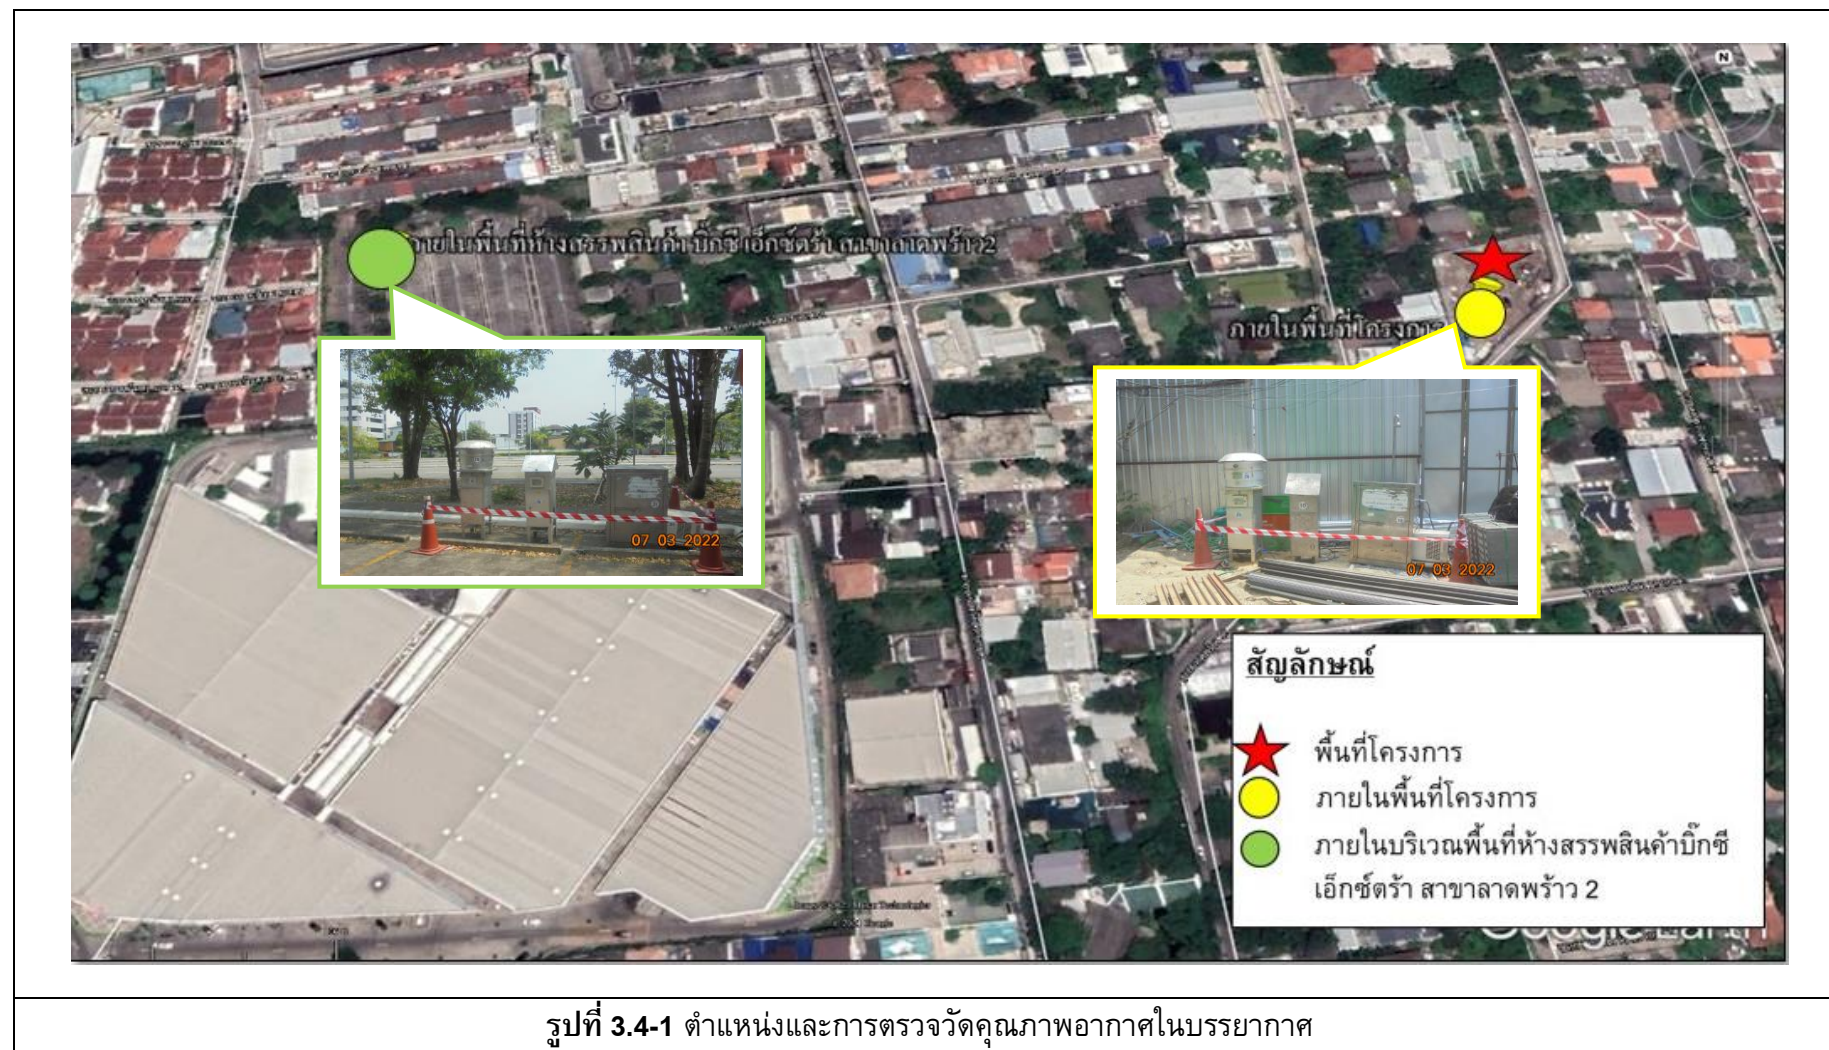 N
ภายในพื้นที่ห้างสรรพสินค้า บิ๊กซี เอ็กซ์ตร้า สาขาลาดพร้าว2
ภายในพื้นที่โครงการ
07 03 2022
07 03 2022
สัญลักษณ์
พื้นที่โครงการ
ภายในพื้นที่โครงการ
ภายในบริเวณพื้นที่ห้างสรรพสินค้าบิ๊กซี
เอ็กซ์ตร้า สาขาลาดพร้าว 2
Google Earth
รูปที่ 3.4-1 ตำแหน่งและการตรวจวัดคุณภาพอากาศในบรรยากาศ